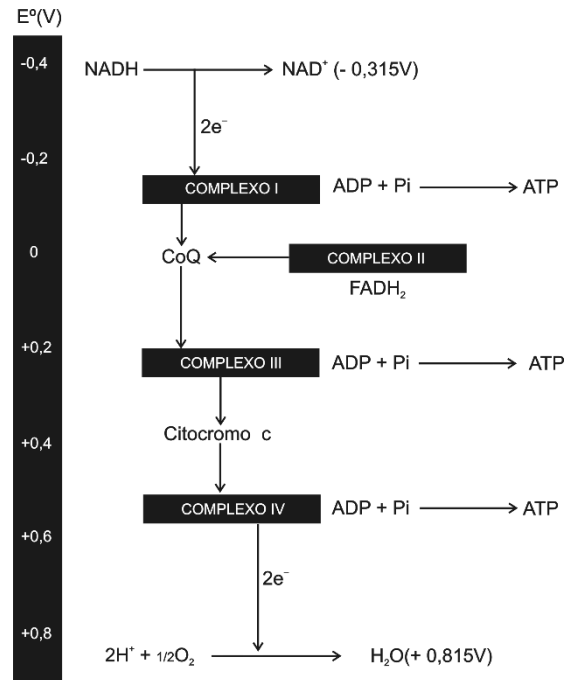 E⁰(V)
-0,4
NADH → NAD⁺ (- 0,315V)
2e⁻
-0,2
COMPLEXO I ADP + Pi → ATP
0
CoQ ← COMPLEXO II
FADH₂
+0,2
COMPLEXO III ADP + Pi → ATP
Citocromo c
+0,4
COMPLEXO IV ADP + Pi → ATP
+0,6
2e⁻
+0,8
2H⁺ + 1/2O₂ → H₂O(+ 0,815V)